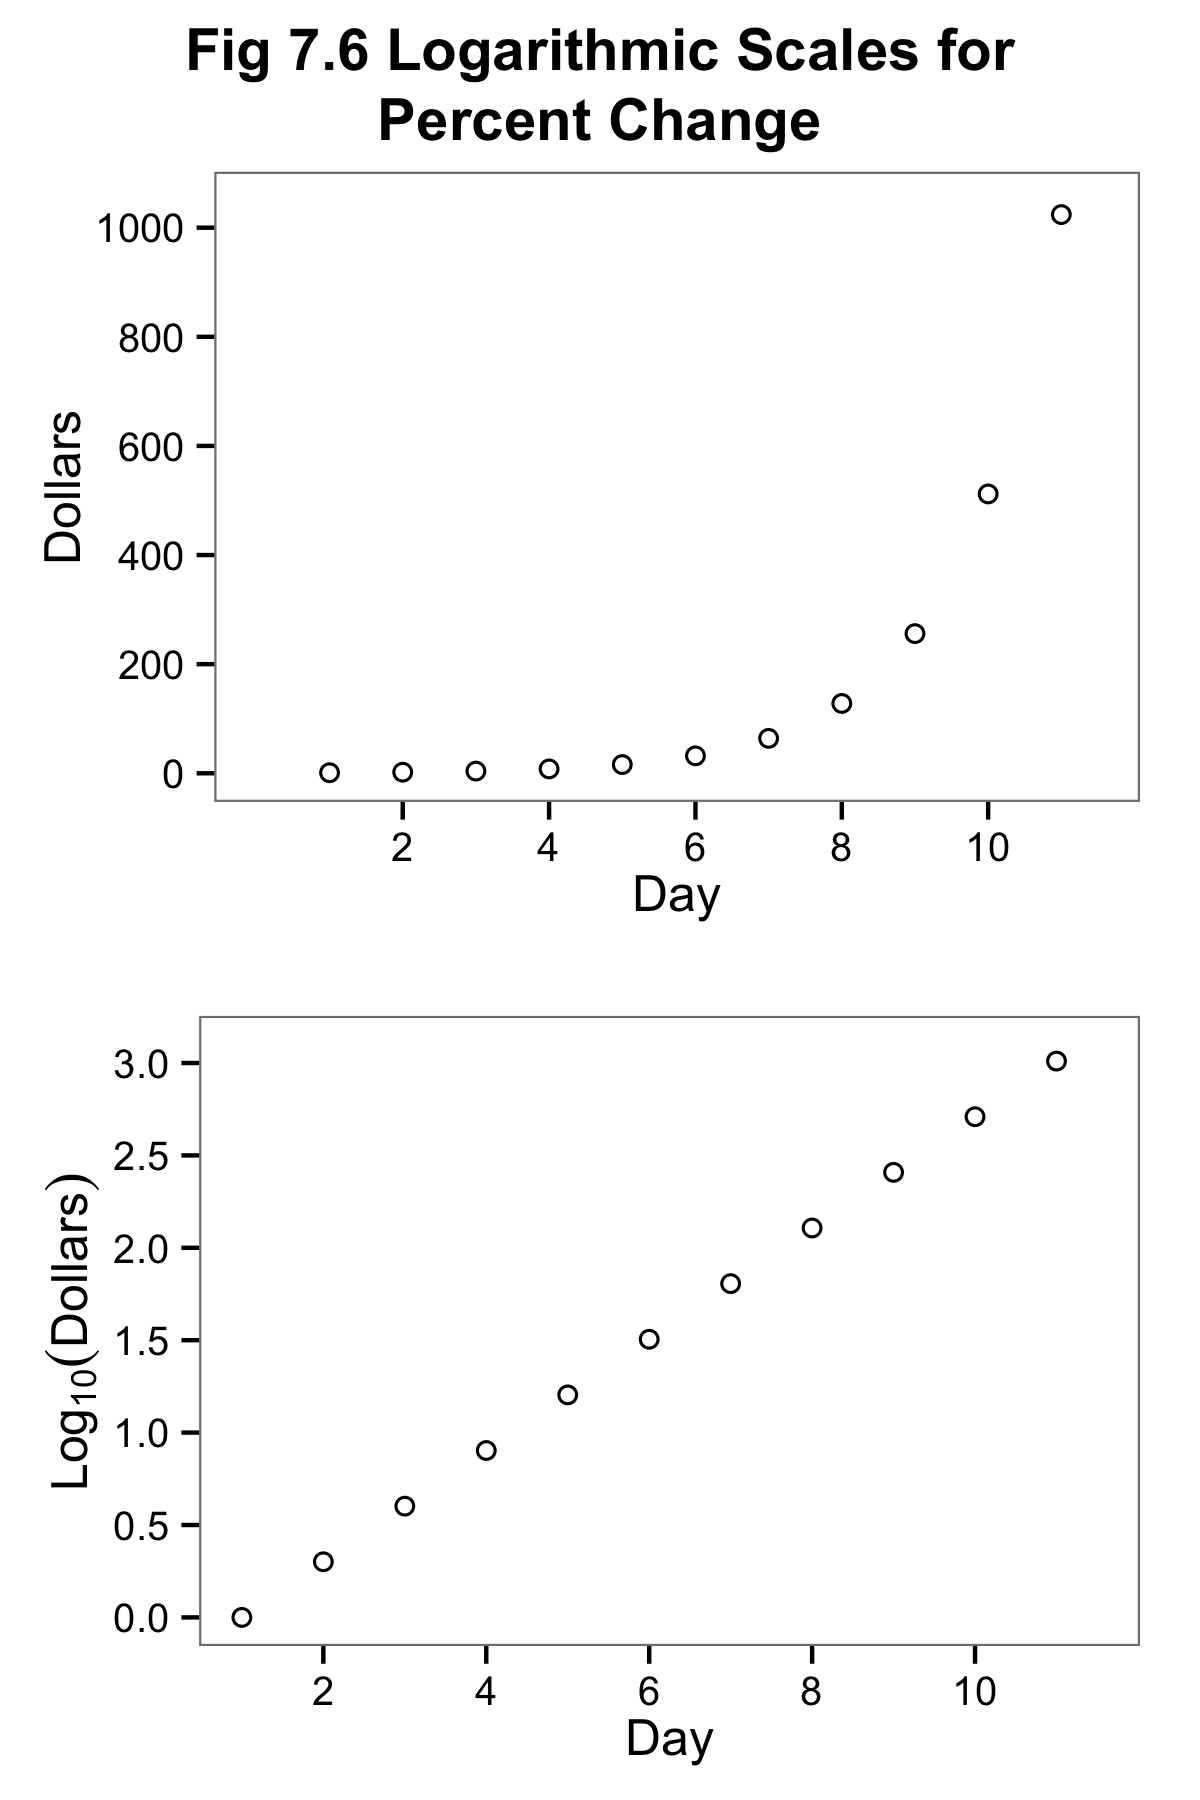 Fig 7.6 Logarithmic Scales for
Percent Change
1000
800
600
400
200
0
Dollars
2 4 6 8 10
Day
3.0
2.5
2.0
1.5
1.0
0.5
0.0
Log₁₀(Dollars)
2 4 6 8 10
Day